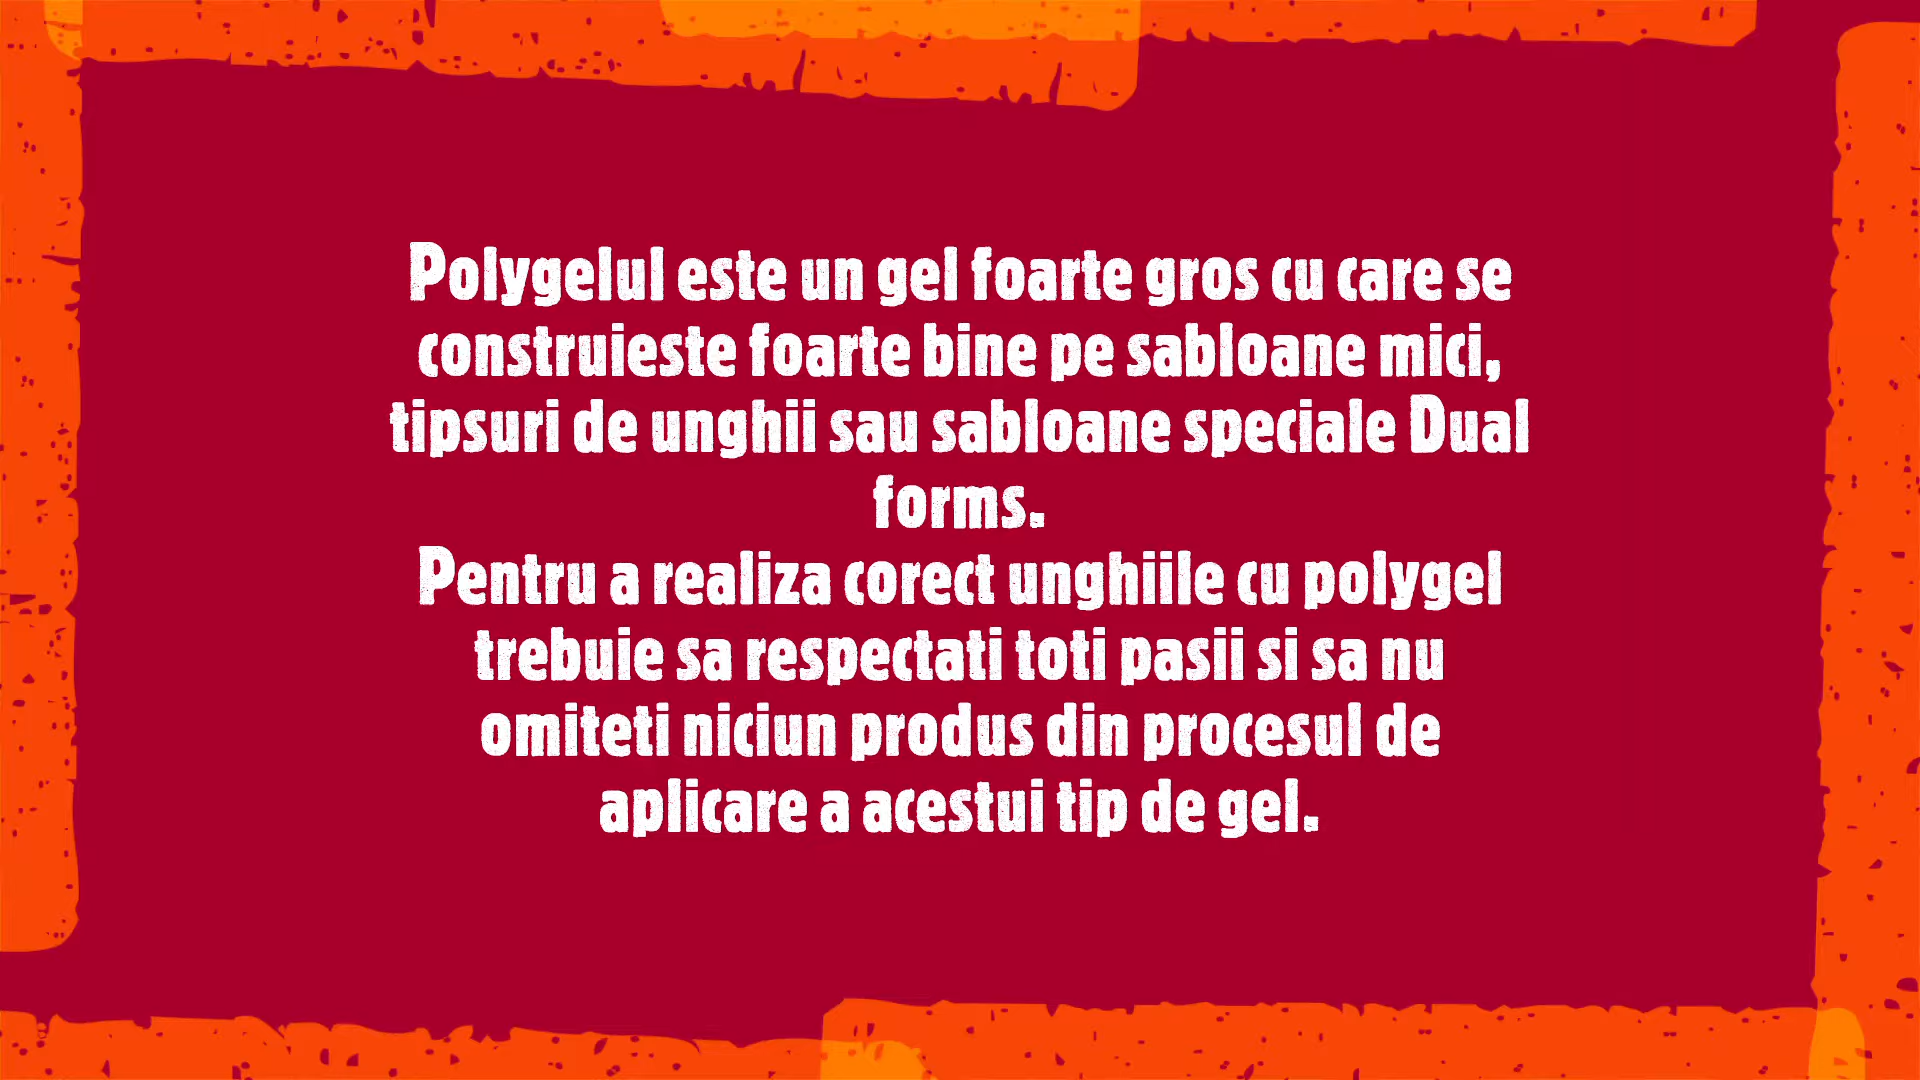 Polygelul este un gel foarte gros cu care se
construieste foarte bine pe sabloane mici,
tipsuri de unghii sau sabloane speciale Dual
forms.
Pentru a realiza corect unghiile cu polygel
trebuie sa respectati toti pasii si sa nu
omiteti niciun produs din procesul de
aplicare a acestui tip de gel.